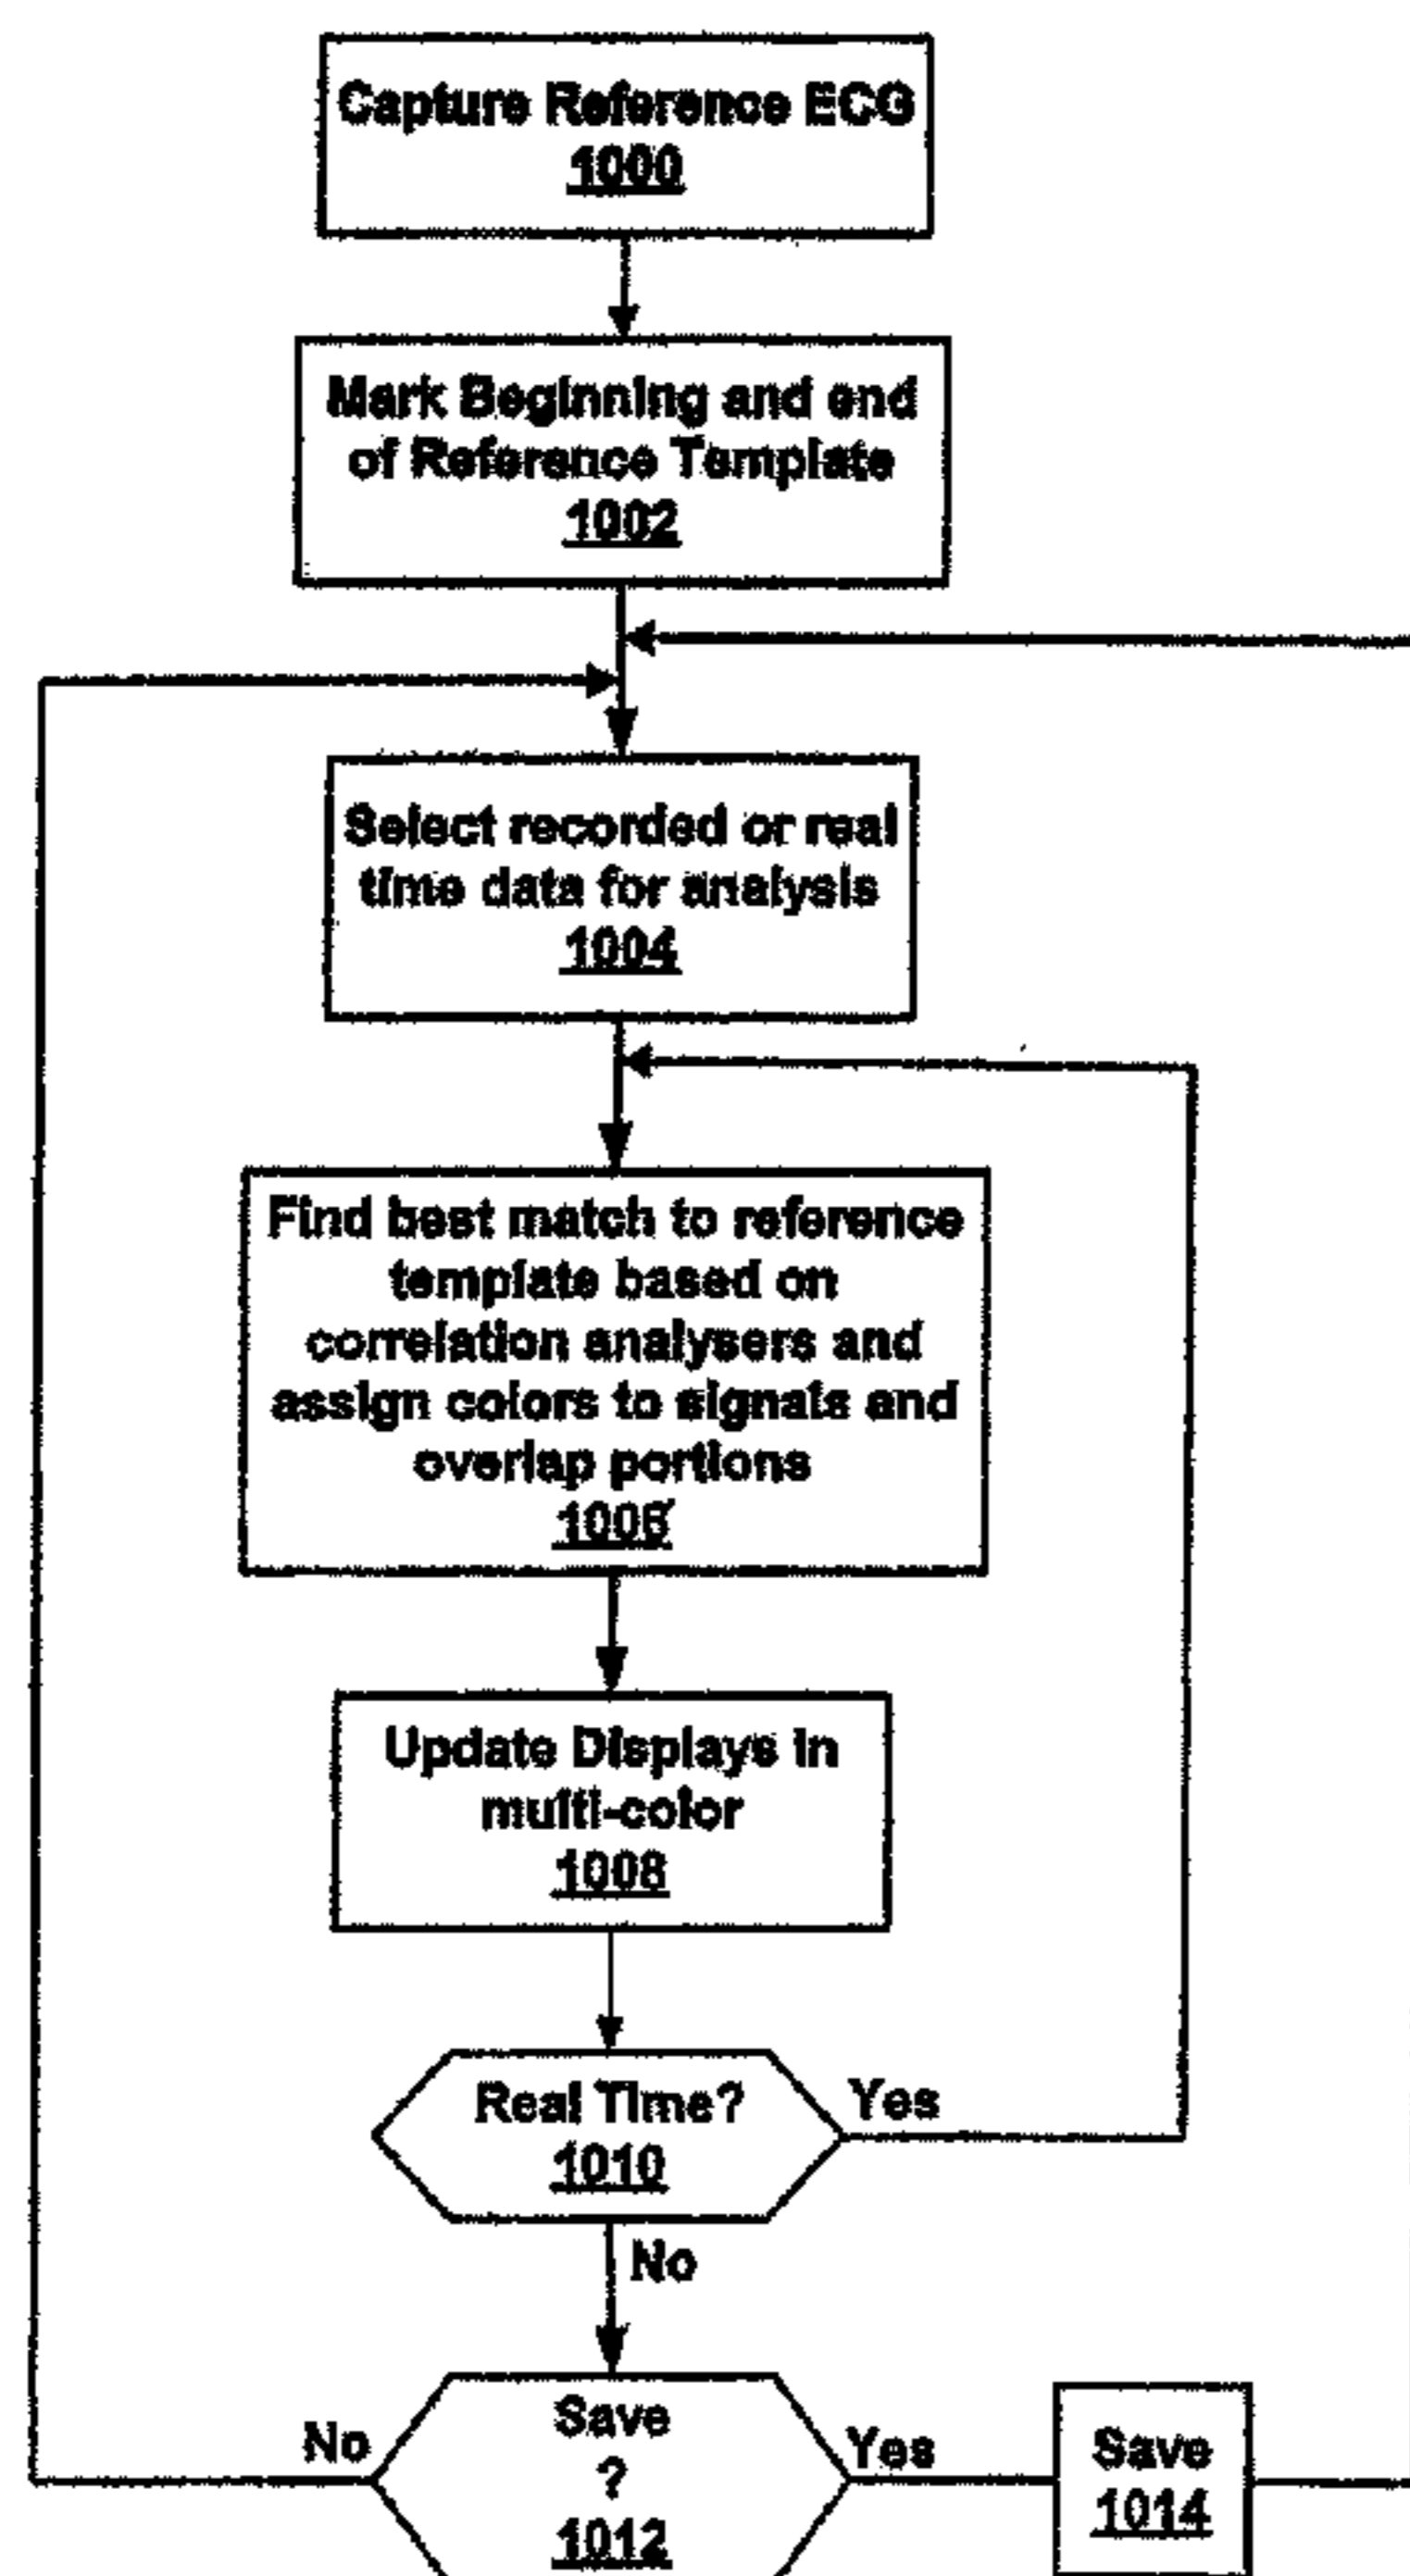 Capture Reference ECG
1000
Mark Beginning and end
of Reference Template
1002
Select recorded or real
time data for analysis
1004
Find best match to reference
template based on
correlation analysers and
assign colors to signals and
overlap portions
1006
Update Displays in
multi-color
1008
Real Time?
1010
Yes
No
Save
?
1012
No
Yes
Save
1014